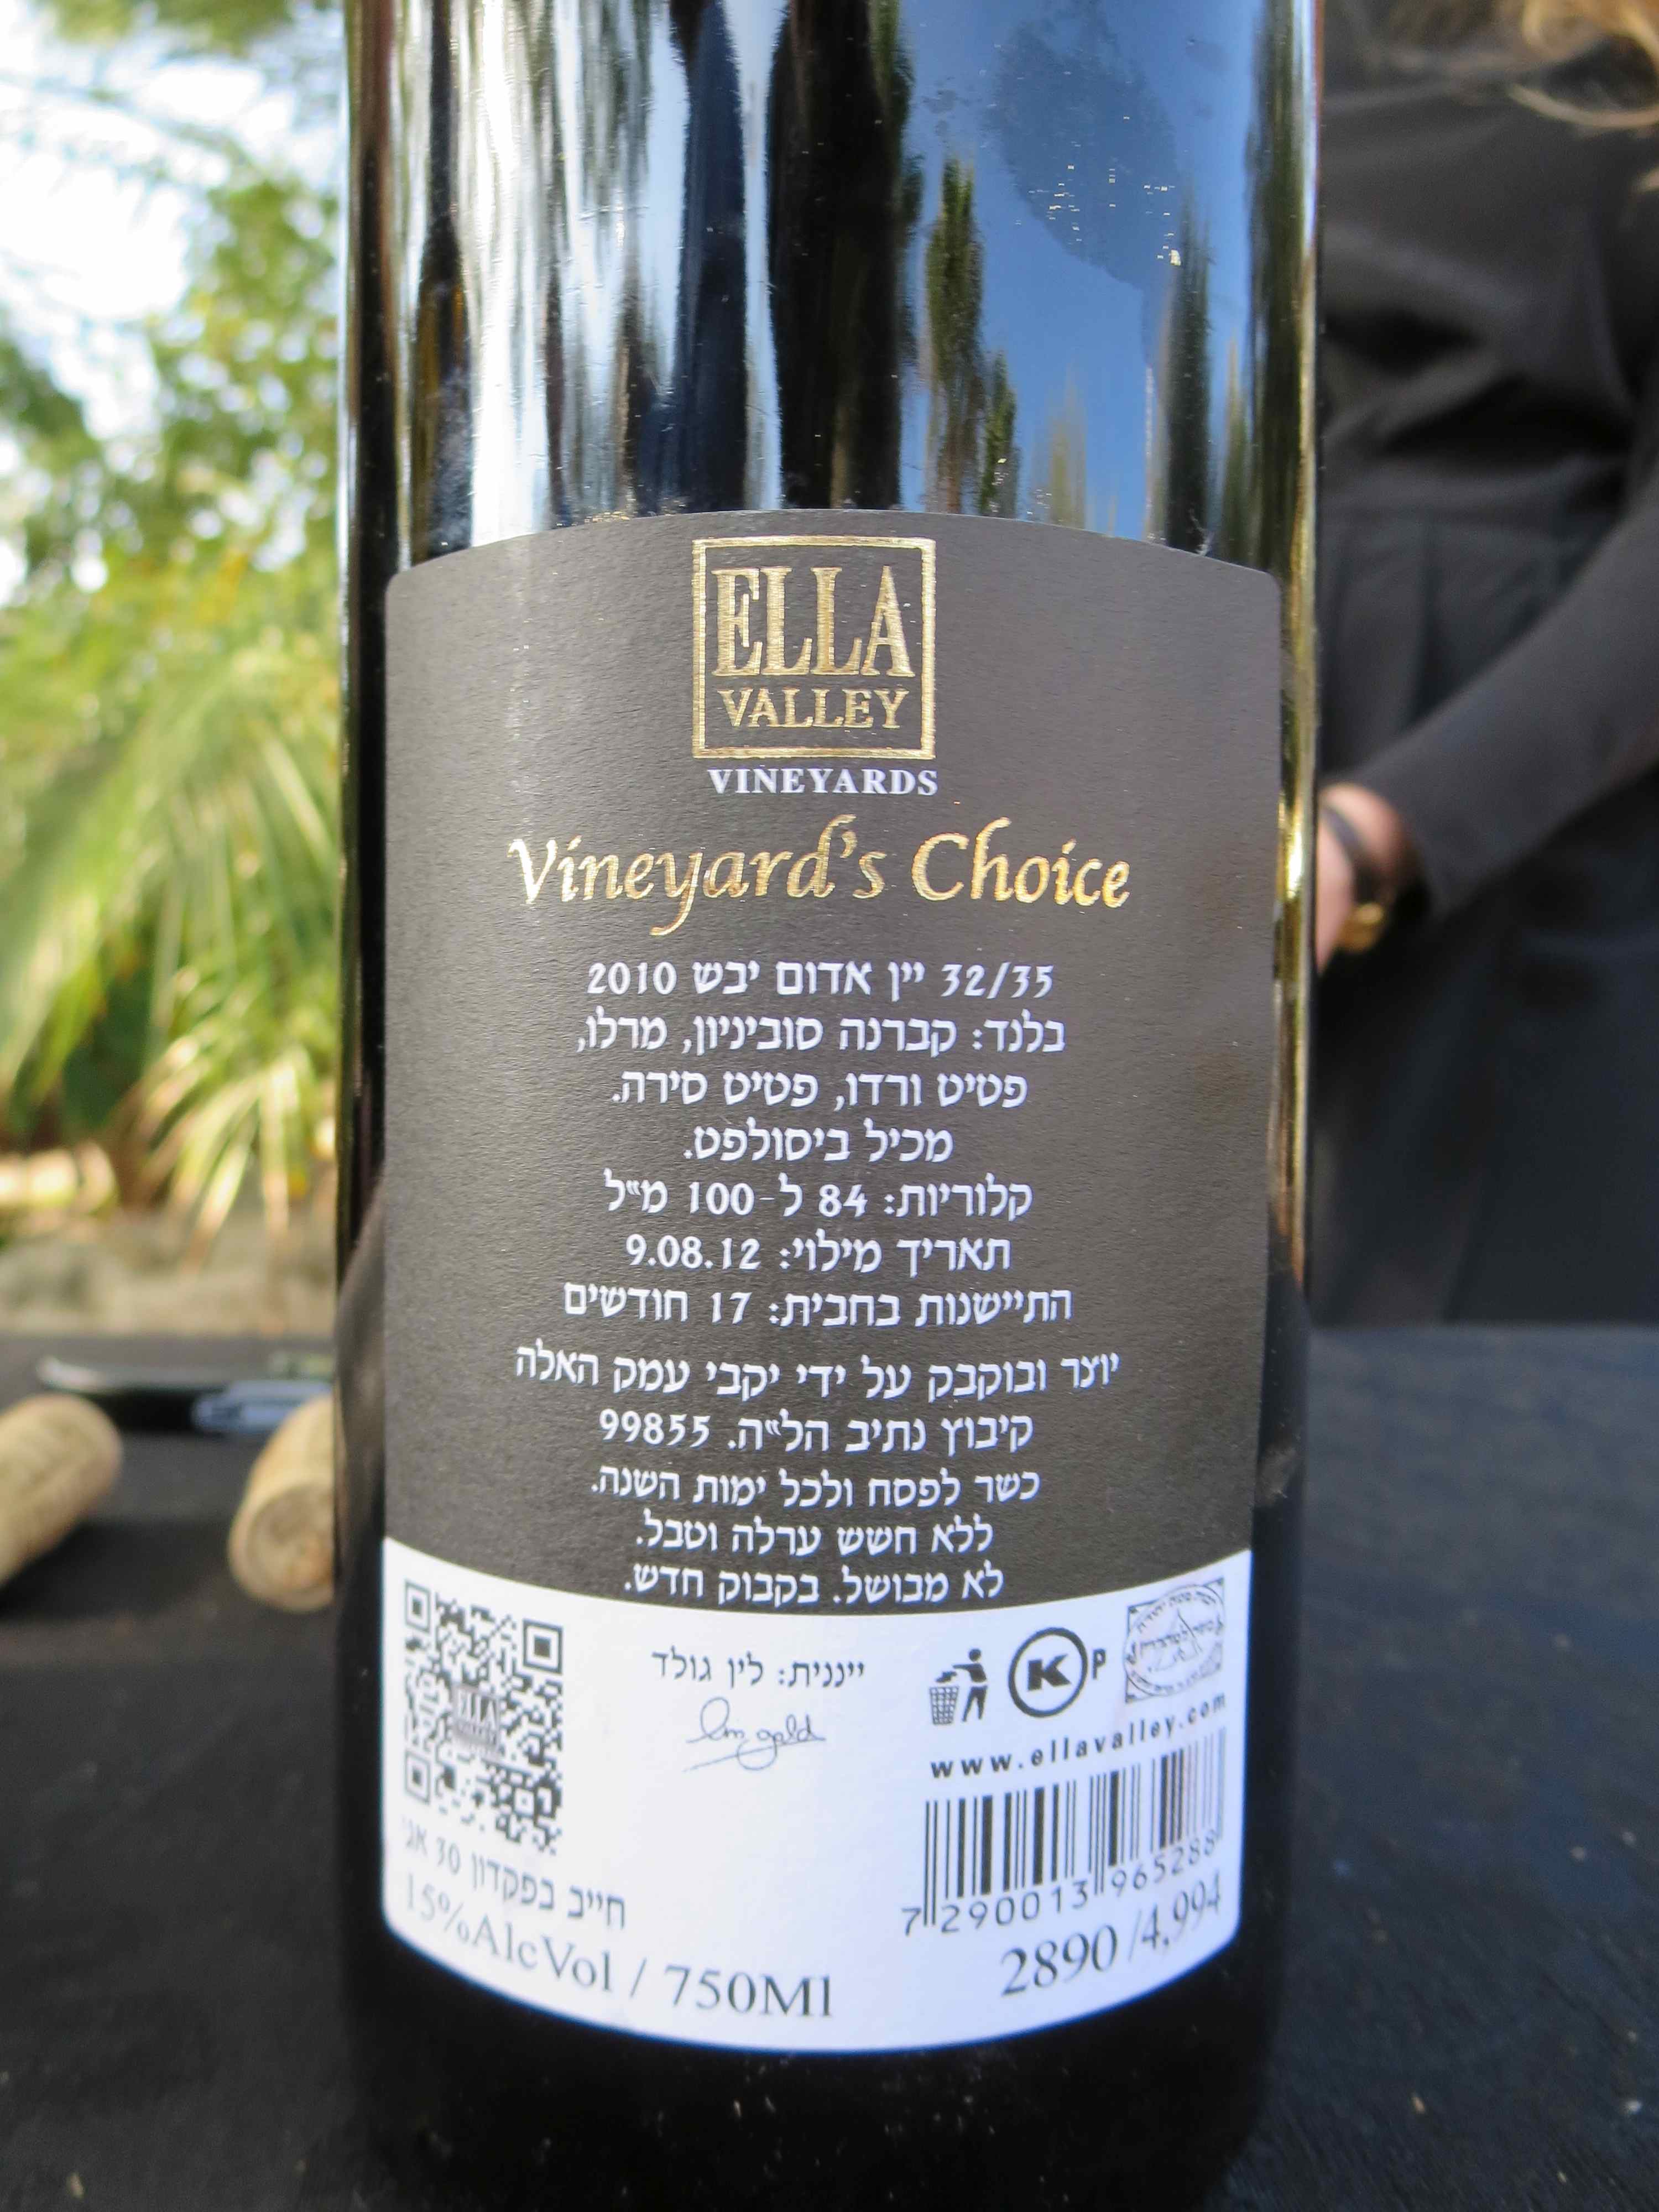 ELLA
VALLEY
VINEYARDS
Vineyard's Choice
32/35 יין אדום יבש 2010
בלנד: קברנה סוביניון, מרלו,
פטיט ורדו, פטיט סירה.
מכיל ביסולפט.
קלוריות: 84 ל-100 מ"ל
תאריך מילוי: 9.08.12
התיישנות בחבית: 17 חודשים
יוצר ובוקבק על ידי יקבי עמק האלה
קיבוץ נתיב הל"ה. 99855
כשר לפסח ולכל ימות השנה.
ללא חשש ערלה וטבל.
לא מבושל. בקבוק חדש.
ייננית: לין גולד
lin gold
K P
www.ellavalley.com
7290013965288
חייב בפקדון 30 אג'
15%AlcVol / 750Ml
2890 /4,994